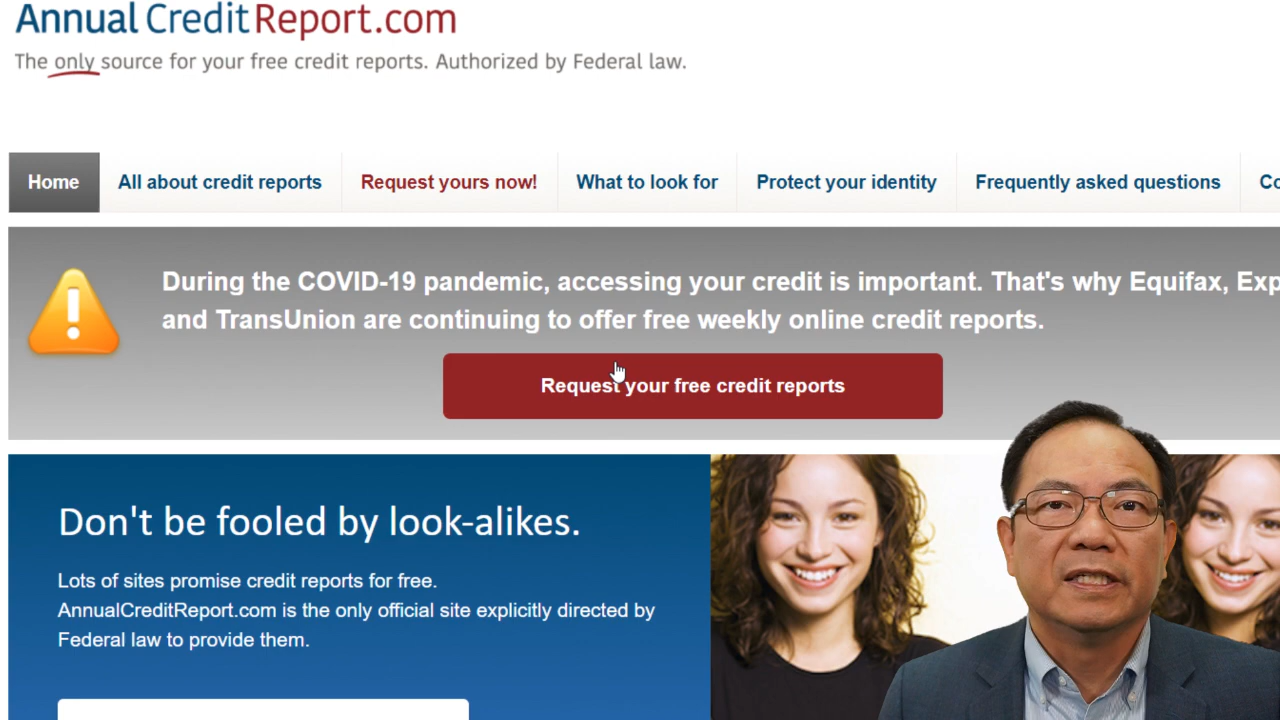 Annual Credit Report.com
The only source for your free credit reports. Authorized by Federal law.
Home All about credit reports Request yours now! What to look for Protect your identity Frequently asked questions
During the COVID-19 pandemic, accessing your credit is important. That's why Equifax, Exp
and TransUnion are continuing to offer free weekly online credit reports.
Request your free credit reports
Don't be fooled by look-alikes.
Lots of sites promise credit reports for free.
AnnualCreditReport.com is the only official site explicitly directed by
Federal law to provide them.